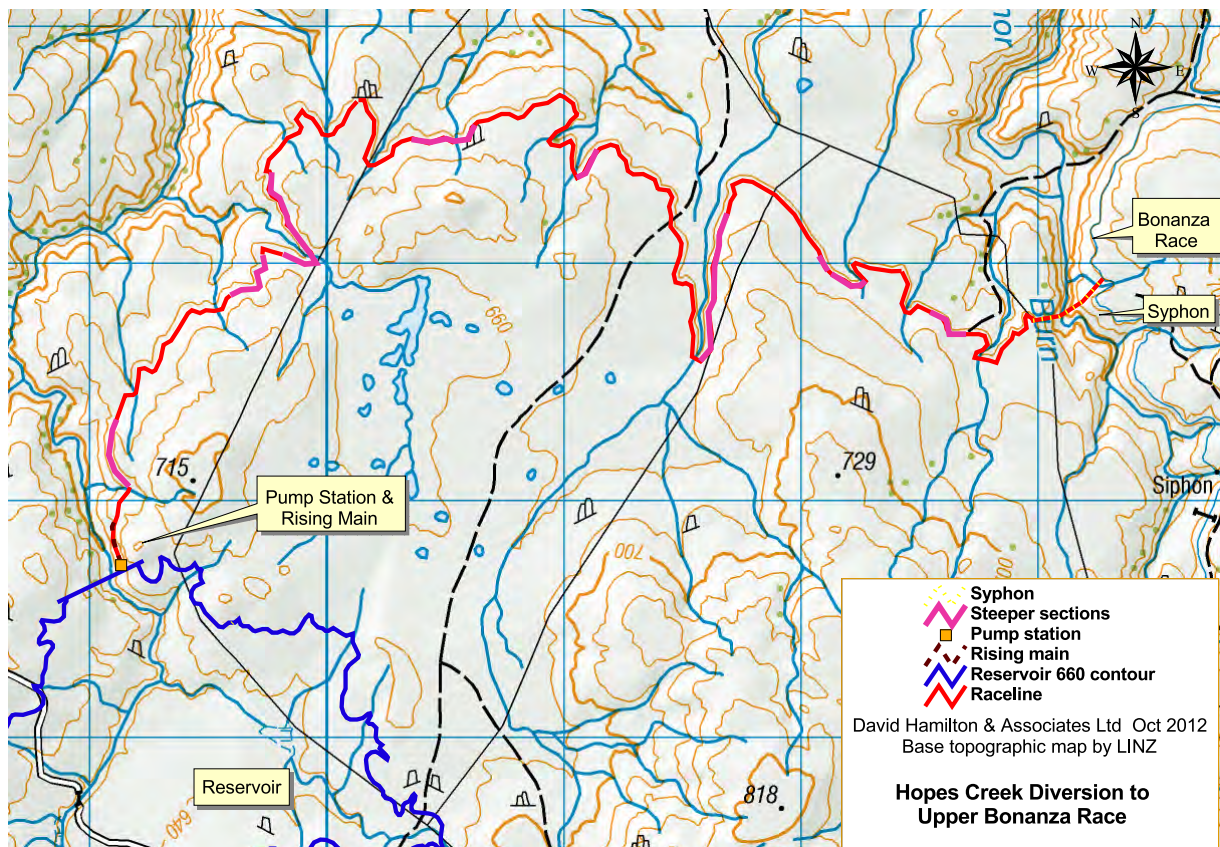 nor
N
W
E
S
Bonanza
Race
Syphon
Burn
660
715
729
Pump Station &
Rising Main
Siphon
700
Reservoir
640
818
Syphon
Steeper sections
Pump station
Rising main
Reservoir 660 contour
Raceline
David Hamilton & Associates Ltd Oct 2012
Base topographic map by LINZ
Hopes Creek Diversion to
Upper Bonanza Race